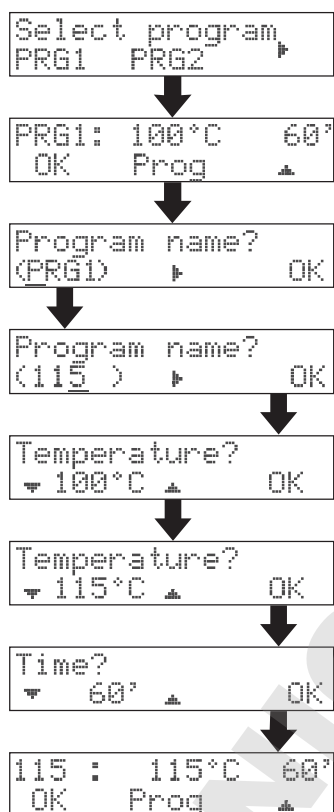 Select program
PRG1 PRG2 ▸
PRG1: 100°C 60’
OK Prog ▴
Program name?
(PRG1) ▸ OK
Program name?
(115 ) ▸ OK
Temperature?
▾ 100°C ▴ OK
Temperature?
▾ 115°C ▴ OK
Time?
▾ 60’ ▴ OK
115 : 115°C 60’
OK Prog ▴